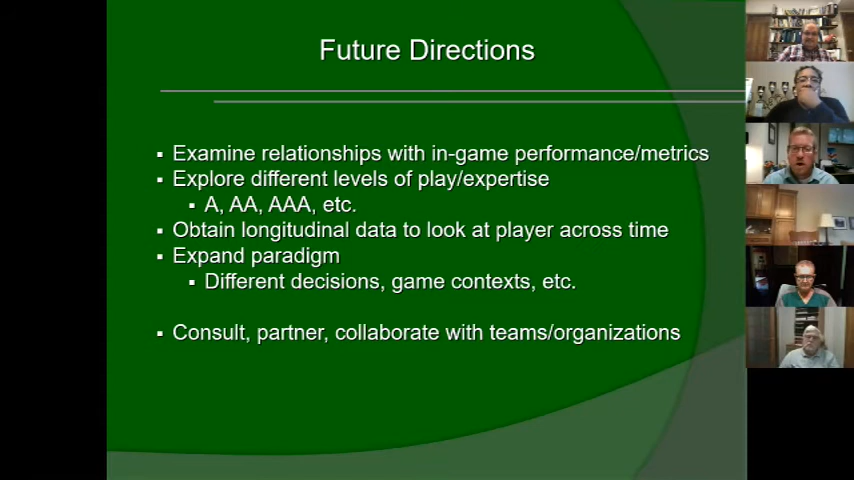 Future Directions
▪ Examine relationships with in-game performance/metrics
▪ Explore different levels of play/expertise
▪ A, AA, AAA, etc.
▪ Obtain longitudinal data to look at player across time
▪ Expand paradigm
▪ Different decisions, game contexts, etc.
▪ Consult, partner, collaborate with teams/organizations